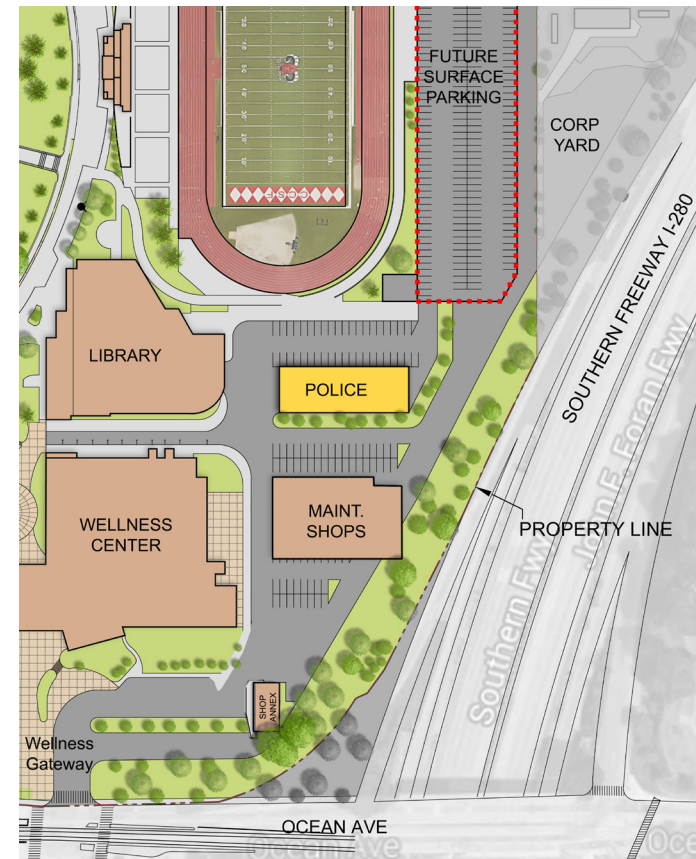 FUTURE
SURFACE
PARKING
CORP
YARD
SOUTHERN FREEWAY I-280
John F. Foran Fwy
LIBRARY
POLICE
WELLNESS
CENTER
MAINT.
SHOPS
PROPERTY LINE
Southern Fwy
SHOP
ANNEX
Wellness
Gateway
OCEAN AVE
Ocean Ave